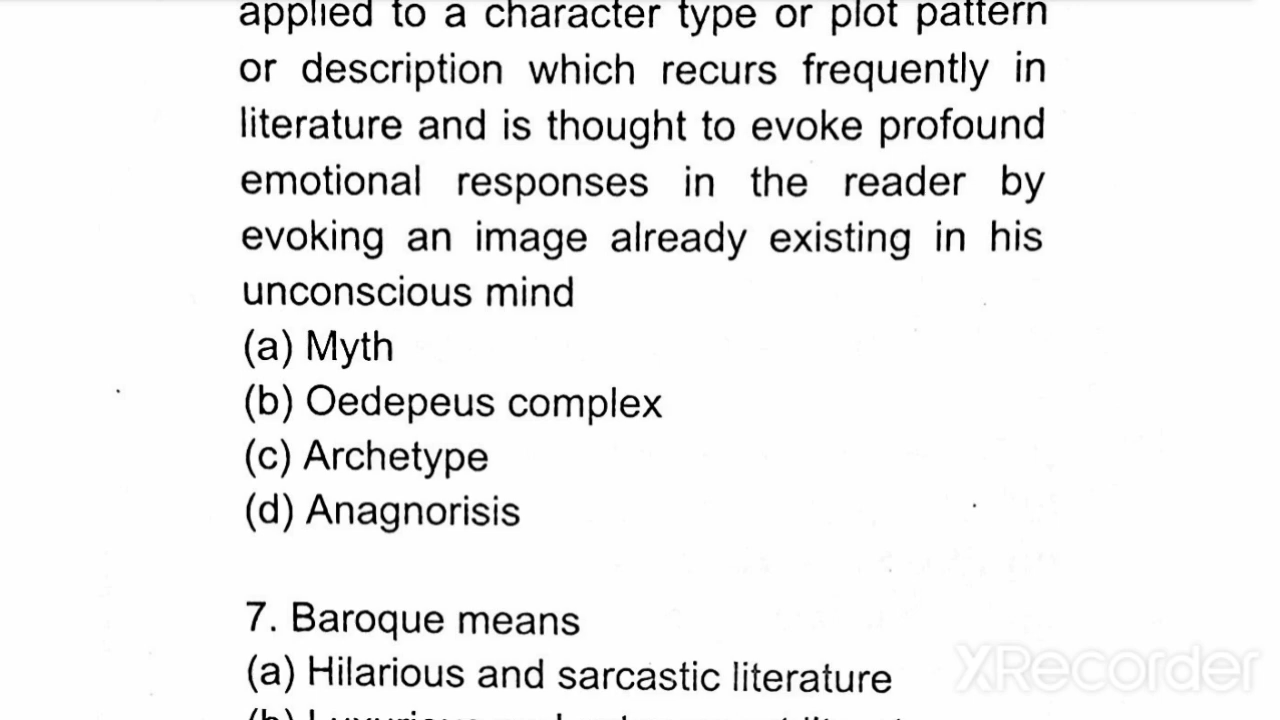 applied to a character type or plot pattern
or description which recurs frequently in
literature and is thought to evoke profound
emotional responses in the reader by
evoking an image already existing in his
unconscious mind
(a) Myth
(b) Oedepeus complex
(c) Archetype
(d) Anagnorisis
7. Baroque means
(a) Hilarious and sarcastic literature
XRecorder